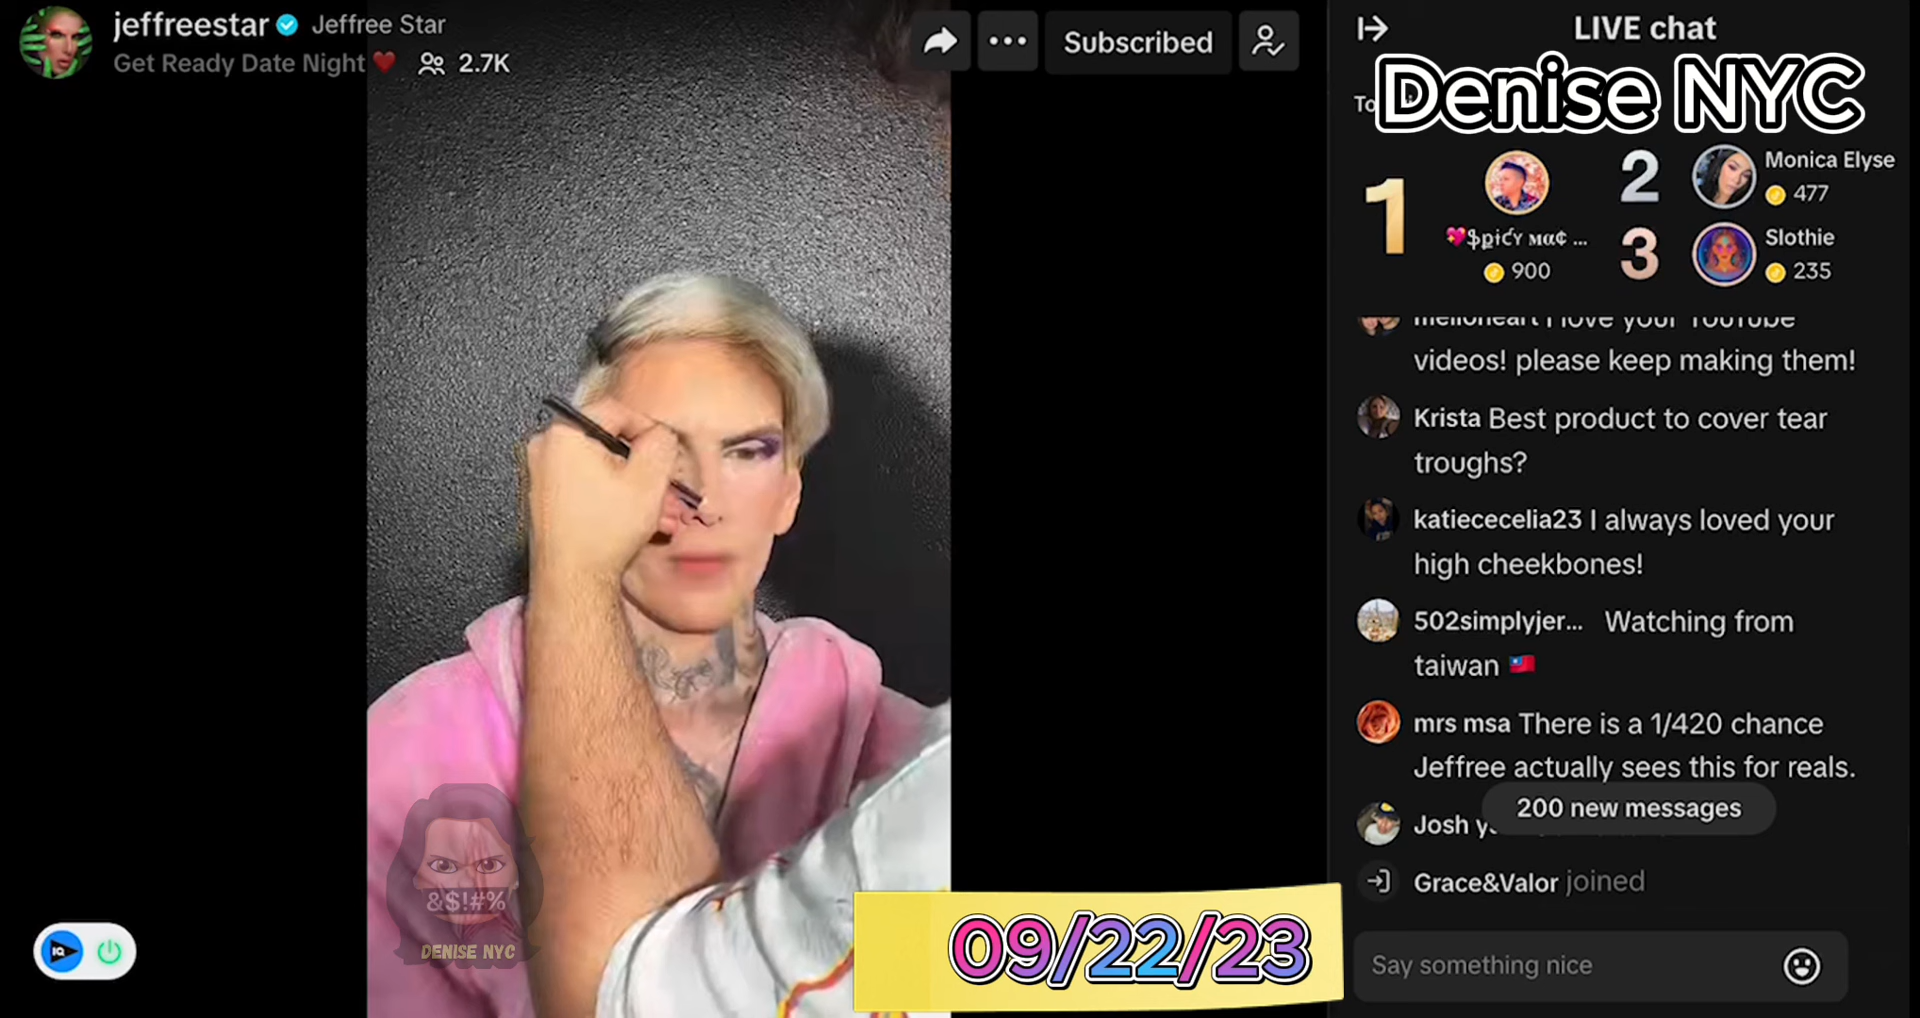 jeffreestar Jeffree Star
Get Ready Date Night ❤️ 2.7K
Subscribed
LIVE chat
Denise NYC
1
900
2
Monica Elyse
477
3
Slothie
235
videos! please keep making them!
Krista Best product to cover tear
troughs?
katiececelia23 I always loved your
high cheekbones!
502simplyjer... Watching from
taiwan 🇹🇼
mrs msa There is a 1/420 chance
Jeffree actually sees this for reals.
200 new messages
Josh
Grace&Valor joined
Say something nice
&$!#%
DENISE NYC
IQ
09/22/23